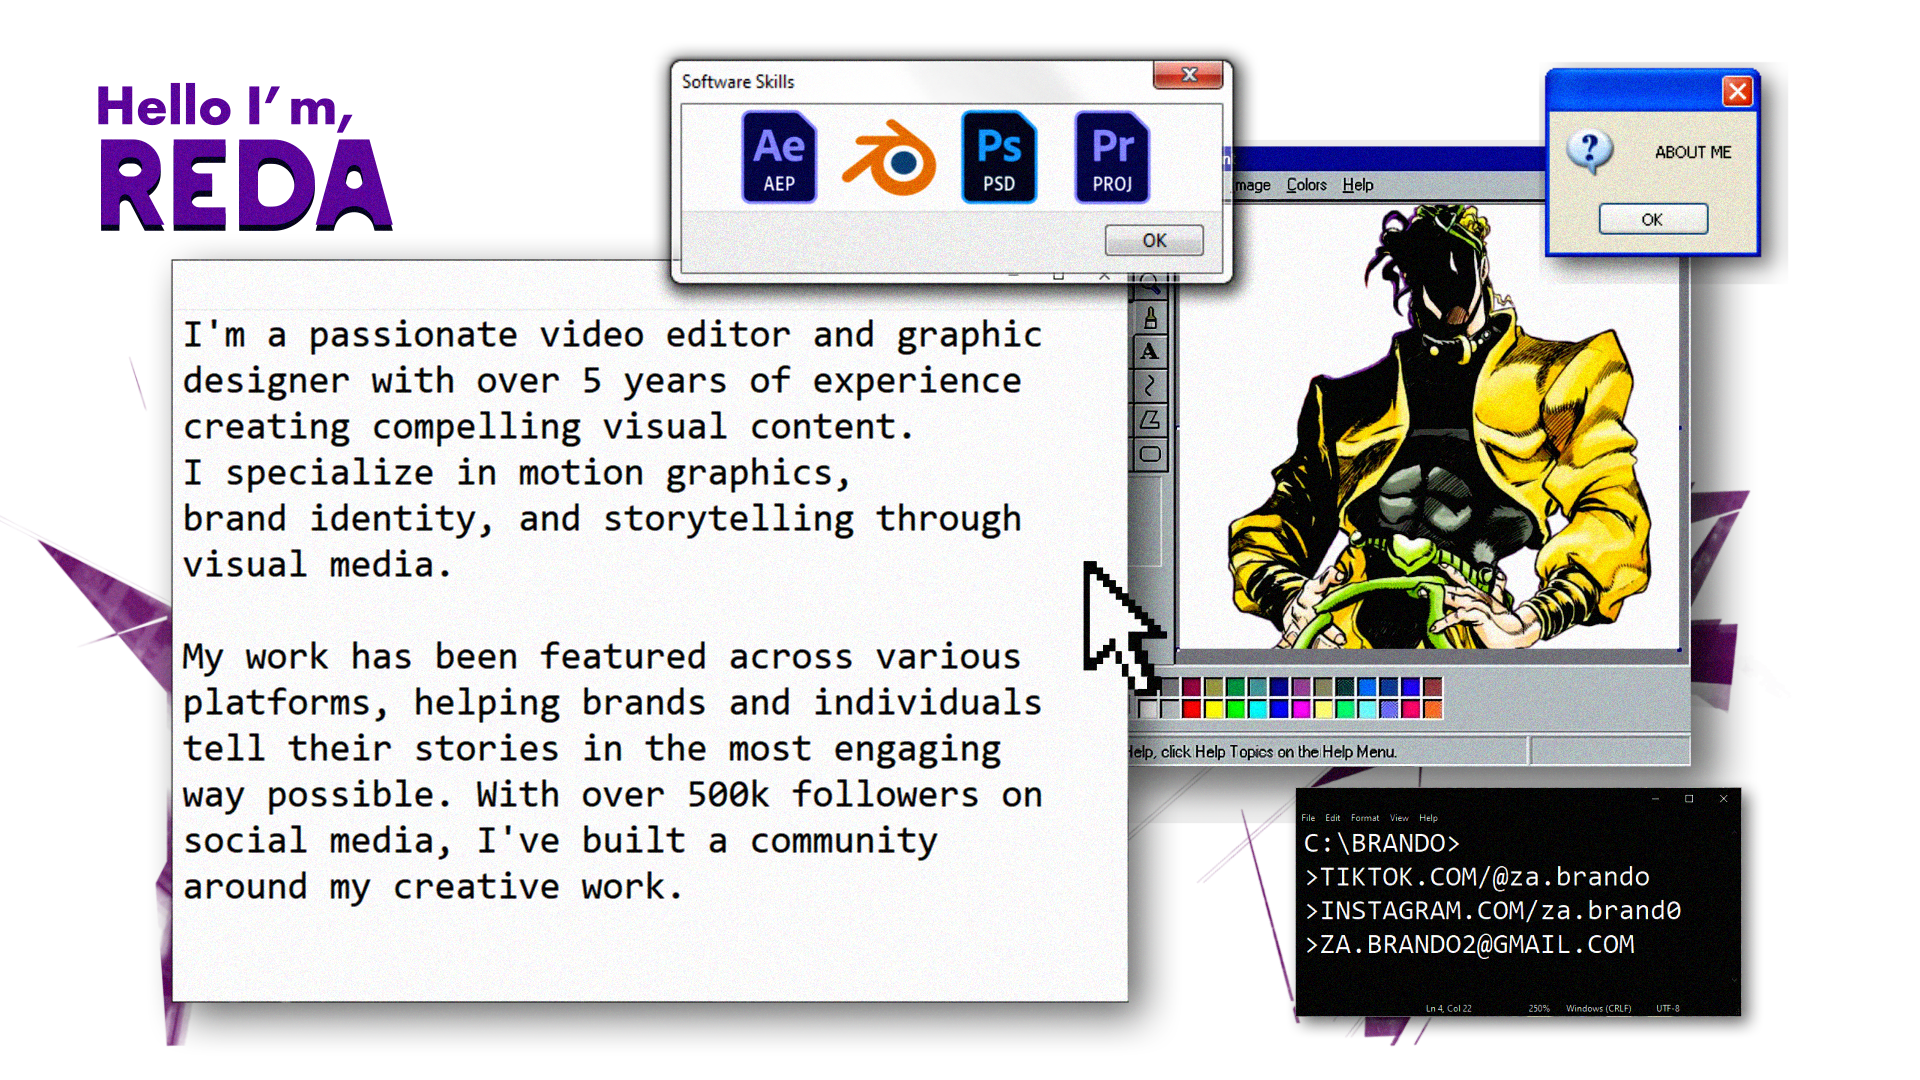 Hello I'm,
REDA
Software Skills
Ae
AEP
Ps
PSD
Pr
PROJ
OK
ABOUT ME
OK
Colors Help
I'm a passionate video editor and graphic
designer with over 5 years of experience
creating compelling visual content.
I specialize in motion graphics,
brand identity, and storytelling through
visual media.
My work has been featured across various
platforms, helping brands and individuals
tell their stories in the most engaging
way possible. With over 500k followers on
social media, I've built a community
around my creative work.
A
click Help Topics on the Help Menu.
File Edit Format View Help
C:\BRANDO>
>TIKTOK.COM/@za.brando
>INSTAGRAM.COM/za.brand0
>ZA.BRANDO2@GMAIL.COM
Ln 4, Col 22 250% Windows (CRLF) UTF-8